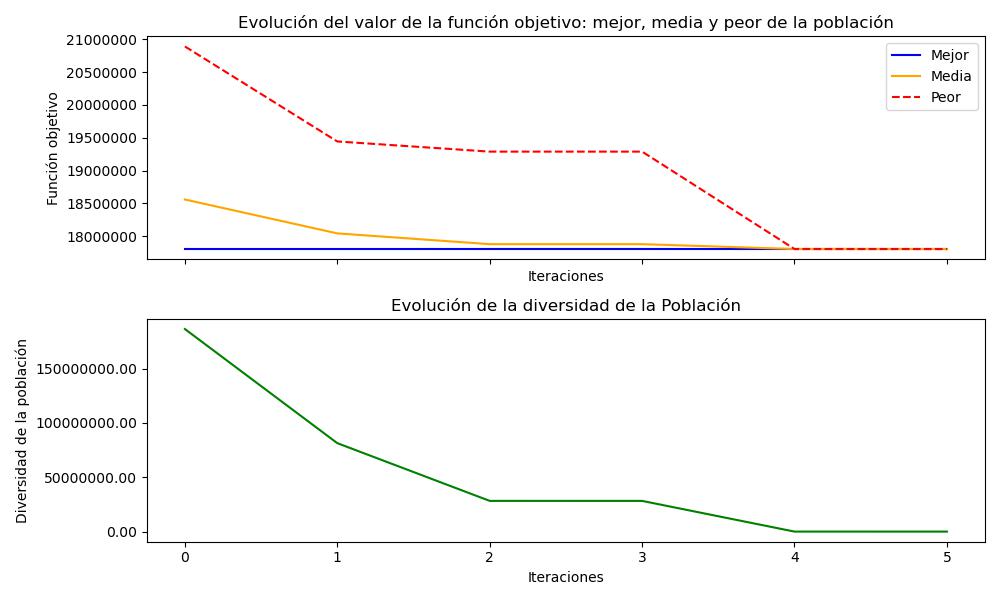 Evolución del valor de la función objetivo: mejor, media y peor de la población
21000000
20500000
20000000
19500000
19000000
18500000
18000000
Función objetivo
Mejor
Media
Peor
Iteraciones
Evolución de la diversidad de la Población
150000000.00
100000000.00
50000000.00
0.00
Diversidad de la población
0 1 2 3 4 5
Iteraciones